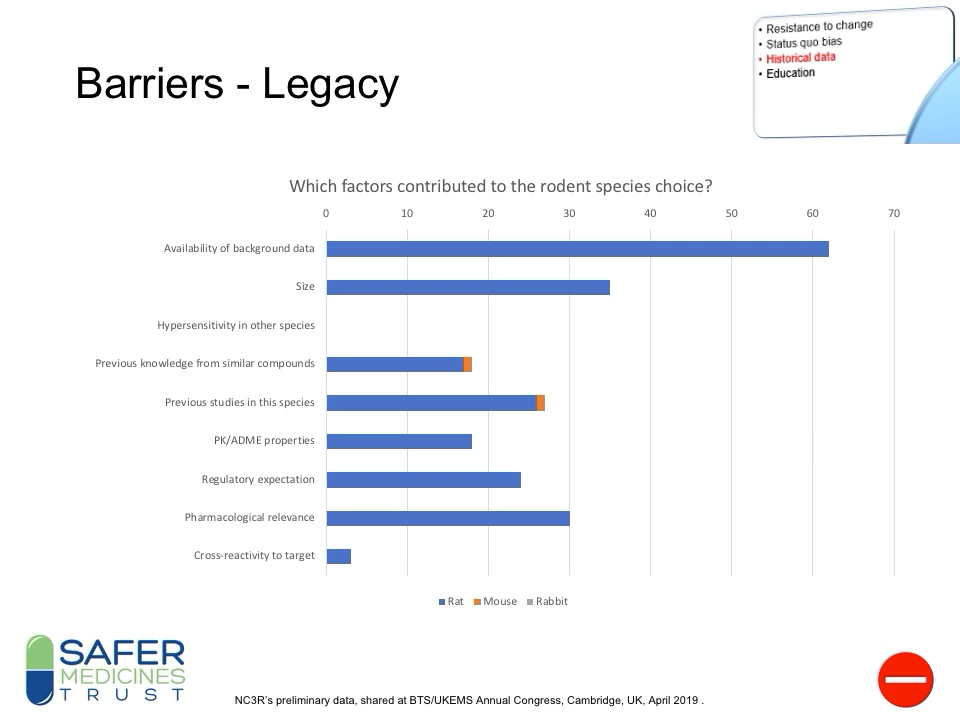 Barriers - Legacy
• Resistance to change
• Status quo bias
• Historical data
• Education
Which factors contributed to the rodent species choice?
0 10 20 30 40 50 60 70
Availability of background data
Size
Hypersensitivity in other species
Previous knowledge from similar compounds
Previous studies in this species
PK/ADME properties
Regulatory expectation
Pharmacological relevance
Cross-reactivity to target
Rat Mouse Rabbit
SAFER
MEDICINES
TRUST
NC3R's preliminary data, shared at BTS/UKEMS Annual Congress, Cambridge, UK, April 2019 .